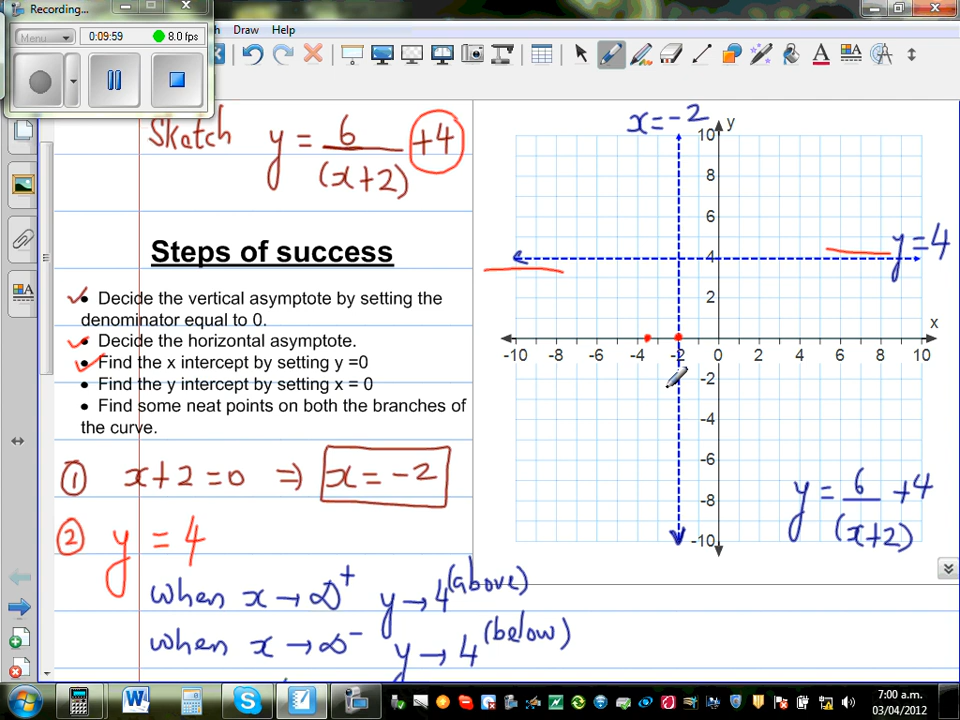 Recording...
Menu
0:09:59
8.0 fps
Draw Help
Sketch y = 6/(x+2) +4
Steps of success
• Decide the vertical asymptote by setting the
denominator equal to 0.
• Decide the horizontal asymptote.
• Find the x intercept by setting y =0
• Find the y intercept by setting x = 0
• Find some neat points on both the branches of
the curve.
① x+2=0 ⇒ x=-2
② y = 4
when x→∞⁺ y→4 (above)
when x→∞⁻ y→4 (below)
x=-2
y
10
8
6
4
2
-2
-4
-6
-8
-10
y=4
x
-10 -8 -6 -4 -2 0 2 4 6 8 10
y = 6/(x+2) +4
7:00 a.m.
03/04/2012